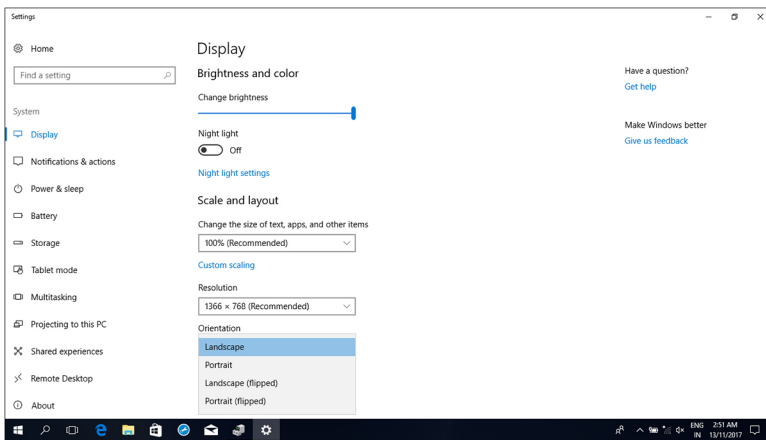 Settings
Home
Find a setting
System
Display
Notifications & actions
Power & sleep
Battery
Storage
Tablet mode
Multitasking
Projecting to this PC
Shared experiences
Remote Desktop
About
Display
Brightness and color
Change brightness
Night light
Off
Night light settings
Scale and layout
Change the size of text, apps, and other items
100% (Recommended)
Custom scaling
Resolution
1366 × 768 (Recommended)
Orientation
Landscape
Portrait
Landscape (flipped)
Portrait (flipped)
Have a question?
Get help
Make Windows better
Give us feedback
ENG 2:51 AM
IN 13/11/2017